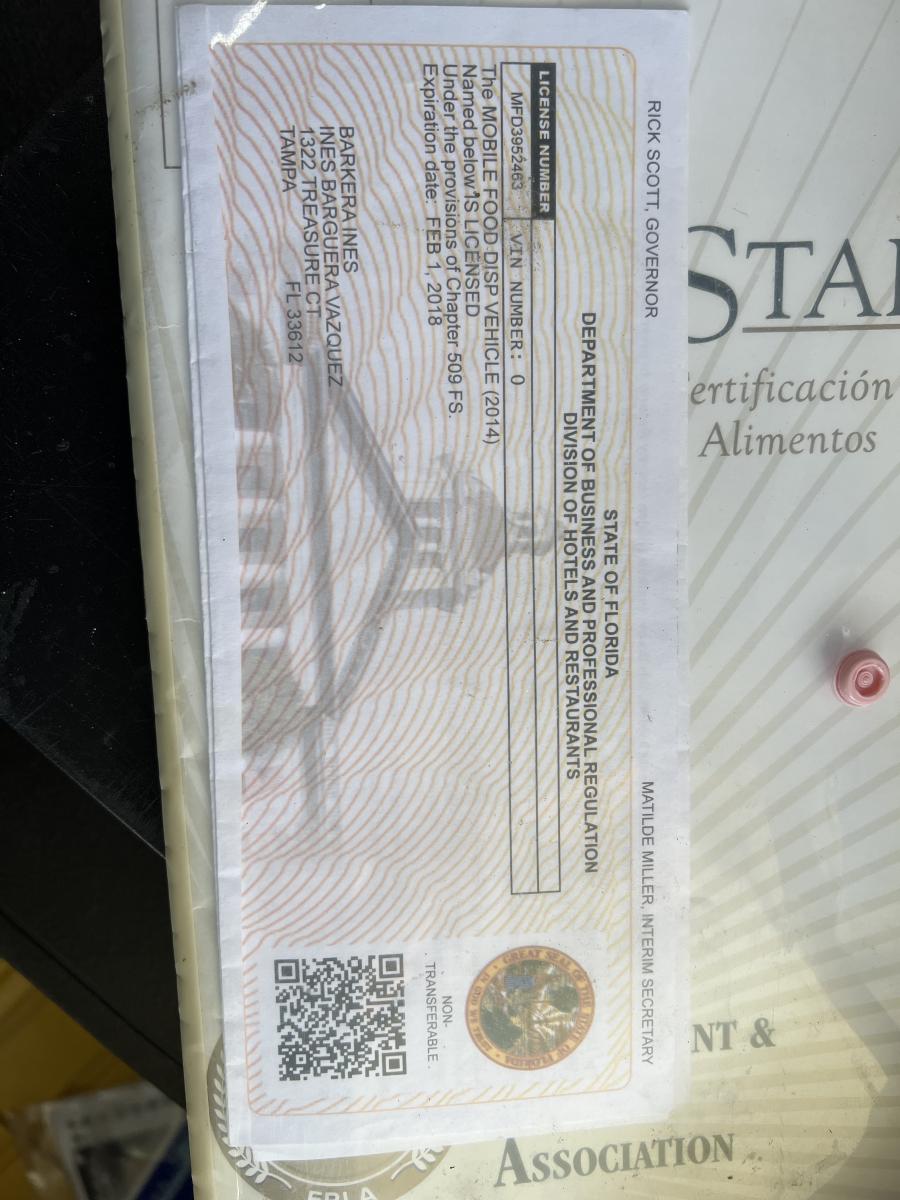 RICK SCOTT, GOVERNOR
MATILDE MILLER, INTERIM SECRETARY
STATE OF FLORIDA
DEPARTMENT OF BUSINESS AND PROFESSIONAL REGULATION
DIVISION OF HOTELS AND RESTAURANTS
LICENSE NUMBER
MFD3952463 VIN NUMBER: 0
The MOBILE FOOD DISP VEHICLE (2014)
Named below IS LICENSED
Under the provisions of Chapter 509 FS.
Expiration date: FEB 1, 2018
NON-
TRANSFERABLE
BARKERA INES
INES BARGUERA VAZQUEZ
1322 TREASURE CT
TAMPA FL 33612
STA
ertificación
Alimentos
NT &
ASSOCIATION